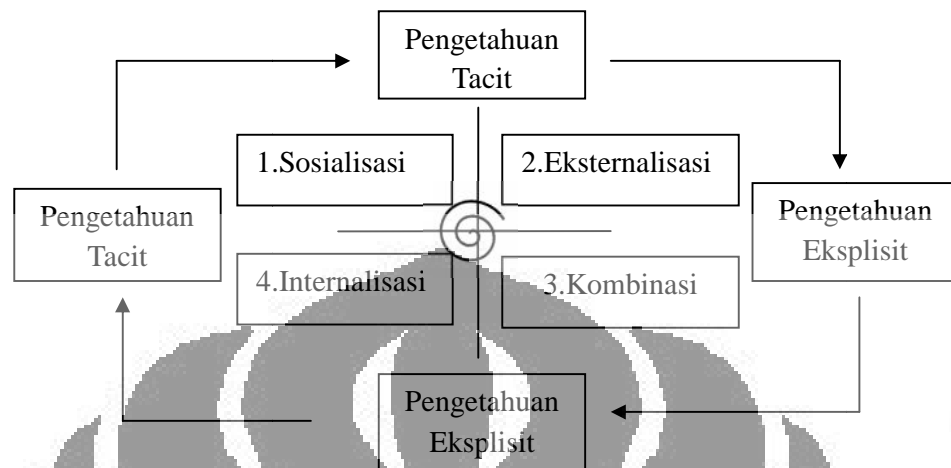 Pengetahuan
Tacit
1.Sosialisasi
2.Eksternalisasi
Pengetahuan
Tacit
Pengetahuan
Eksplisit
4.Internalisasi
3.Kombinasi
Pengetahuan
Eksplisit